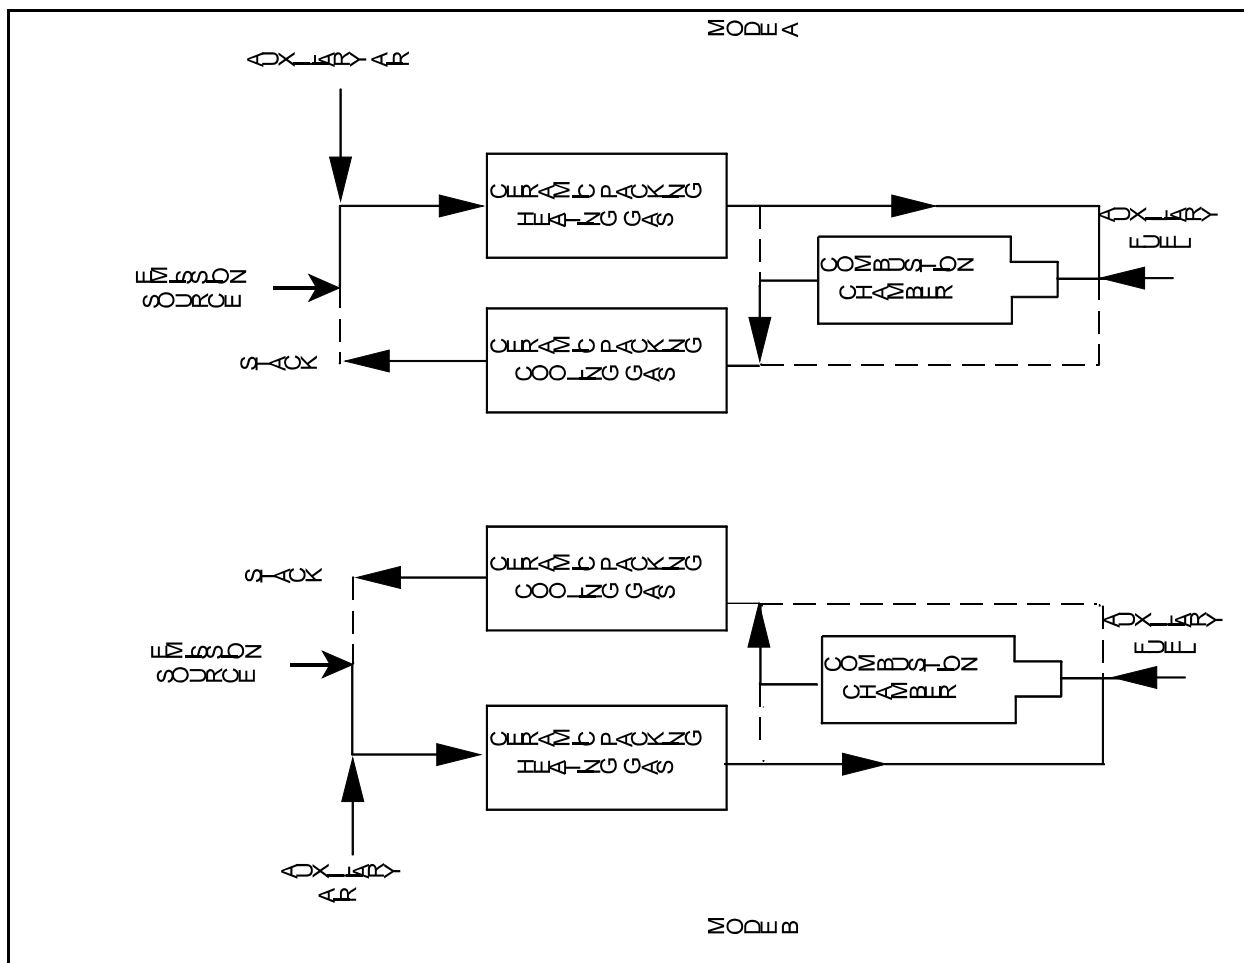 MODE A
AUXILIARY AIR
CERAMIC PACKING
HEATING GAS
AUXILIARY
FUEL
EMISSION
SOURCE
COMBUSTION
CHAMBER
STACK
CERAMIC PACKING
COOLING GAS
STACK
CERAMIC PACKING
COOLING GAS
EMISSION
SOURCE
AUXILIARY
FUEL
COMBUSTION
CHAMBER
CERAMIC PACKING
HEATING GAS
AUXILIARY
AIR
MODE B